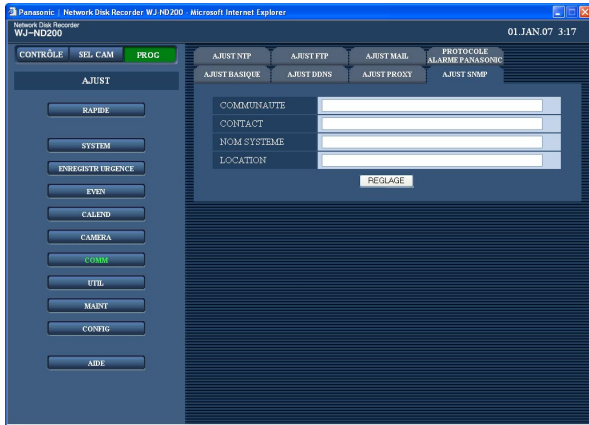 Panasonic | Network Disk Recorder WJ-ND200 - Microsoft Internet Explorer
Network Disk Recorder
WJ-ND200
01.JAN.07 3:17
CONTRÔLE SEL CAM PROG
AJUST
RAPIDE
SYSTEM
ENREGISTR URGENCE
EVEN
CALEND
CAMERA
COMM
UTIL
MAINT
CONFIG
AIDE
AJUST NTP AJUST FTP AJUST MAIL PROTOCOLE
ALARME PANASONIC
AJUST BASIQUE AJUST DDNS AJUST PROXY AJUST SNMP
COMMUNAUTE
CONTACT
NOM SYSTEME
LOCATION
REGLAGE